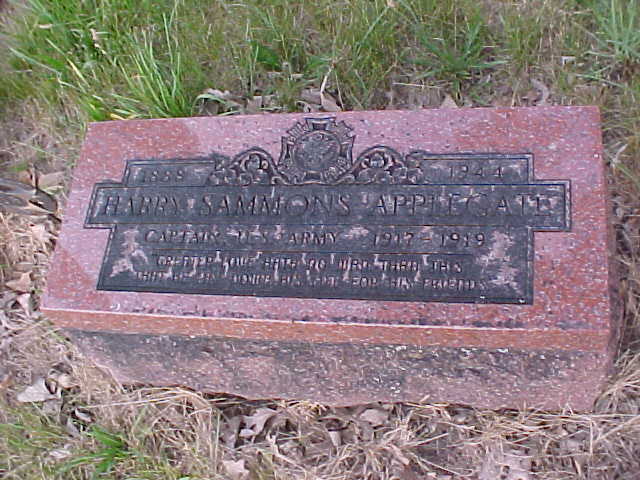 1885 1944
HARRY SAMMONS APPLEGATE
CAPTAIN U.S. ARMY 1917-1919
GREATER LOVE HATH NO MAN THAN THIS
THAT HE LAY DOWN HIS LIFE FOR HIS FRIENDS